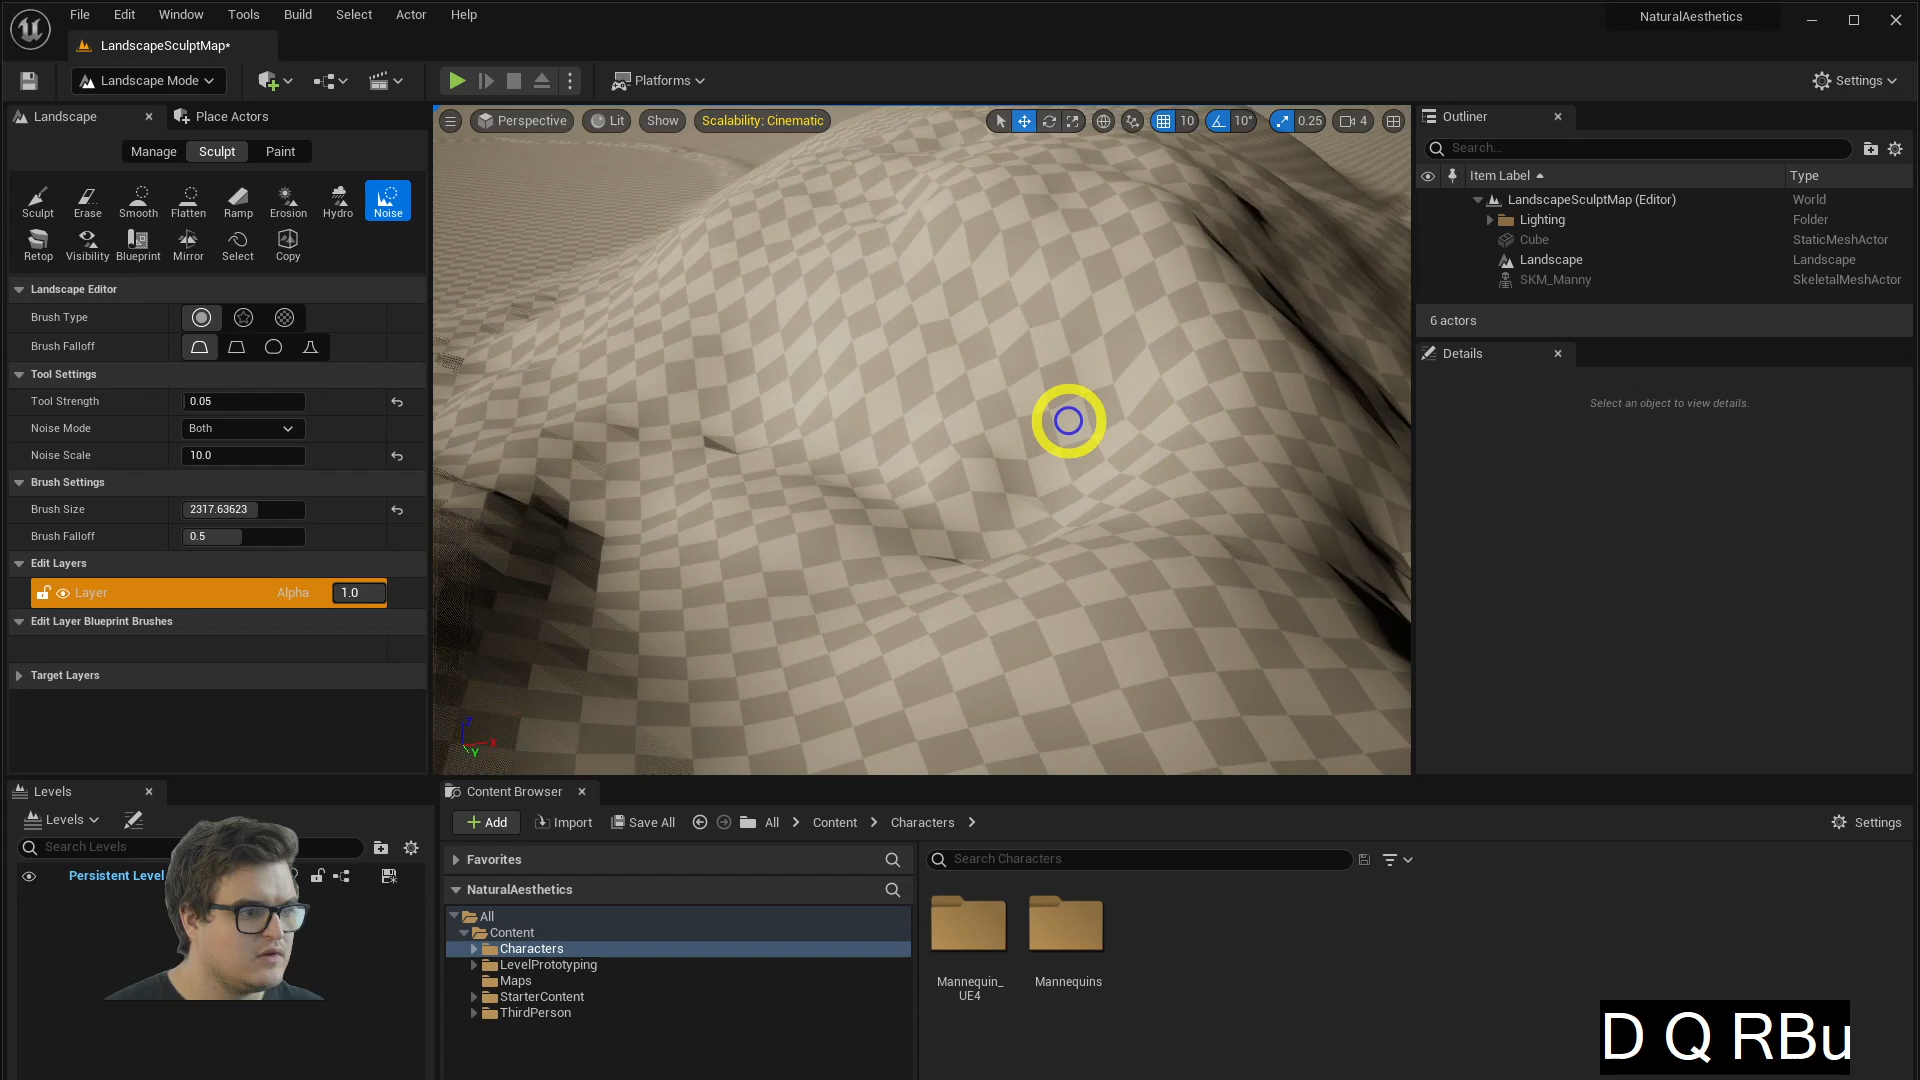 File Edit Window Tools Build Select Actor Help
NaturalAesthetics
LandscapeSculptMap*
Landscape Mode
Platforms
Settings
Landscape
Place Actors
Manage Sculpt Paint
Sculpt Erase Smooth Flatten Ramp Erosion Hydro Noise
Retop Visibility Blueprint Mirror Select Copy
Landscape Editor
Brush Type
Brush Falloff
Tool Settings
Tool Strength 0.05
Noise Mode Both
Noise Scale 10.0
Brush Settings
Brush Size 2317.63623
Brush Falloff 0.5
Edit Layers
Layer Alpha 1.0
Edit Layer Blueprint Brushes
Target Layers
Perspective Lit Show Scalability: Cinematic
10 10° 0.25 4
Z
X
Y
Outliner
Search...
Item Label Type
LandscapeSculptMap (Editor) World
Lighting Folder
Cube StaticMeshActor
Landscape Landscape
SKM_Manny SkeletalMeshActor
6 actors
Details
Select an object to view details.
Levels
Levels
Search Levels
Persistent Level
Content Browser
Add Import Save All All Content Characters
Settings
Favorites
NaturalAesthetics
All
Content
Characters
LevelPrototyping
Maps
StarterContent
ThirdPerson
Search Characters
Mannequin_
UE4
Mannequins
D Q RBu